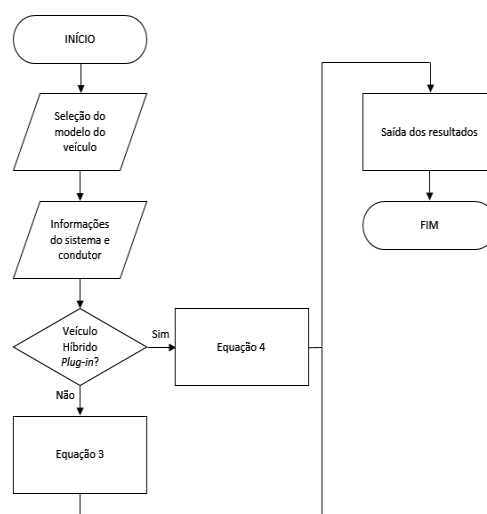 INÍCIO
Seleção do
modelo do
veículo
Informações
do sistema e
condutor
Veículo
Híbrido
Plug-in?
Sim
Equação 4
Não
Equação 3
Saída dos resultados
FIM